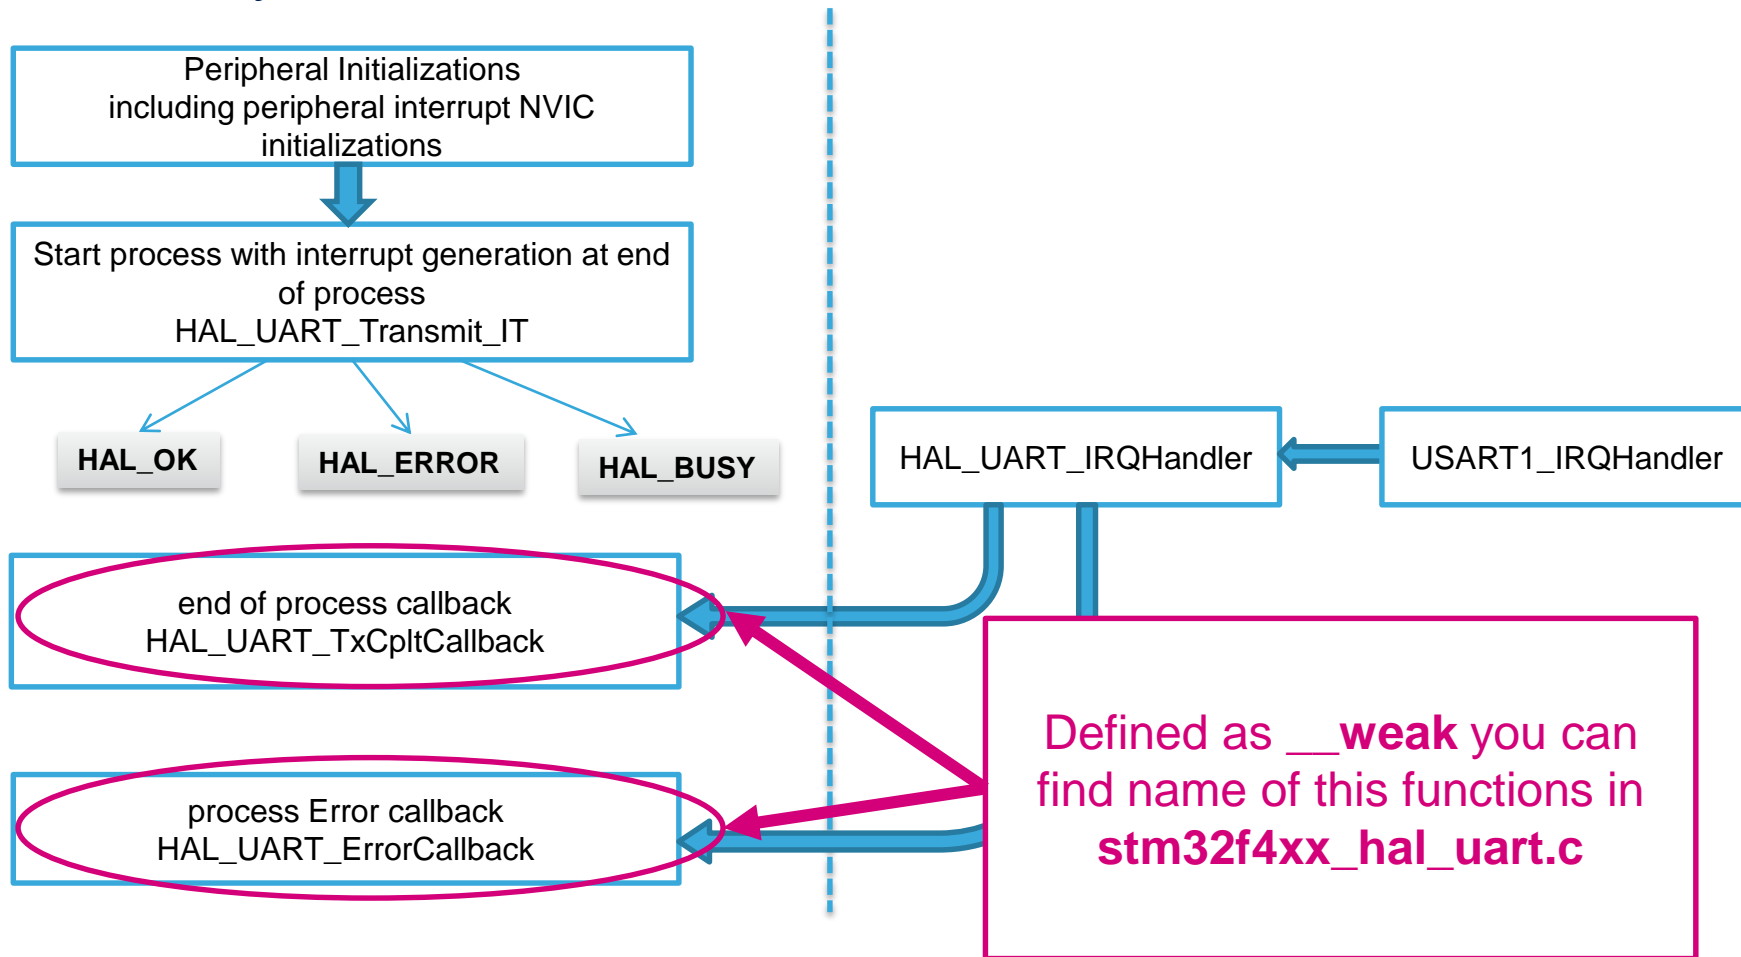 Peripheral Initializations
including peripheral interrupt NVIC
initializations
Start process with interrupt generation at end
of process
HAL_UART_Transmit_IT
HAL_OK
HAL_ERROR
HAL_BUSY
HAL_UART_IRQHandler
USART1_IRQHandler
end of process callback
HAL_UART_TxCpltCallback
process Error callback
HAL_UART_ErrorCallback
Defined as __weak you can
find name of this functions in
stm32f4xx_hal_uart.c